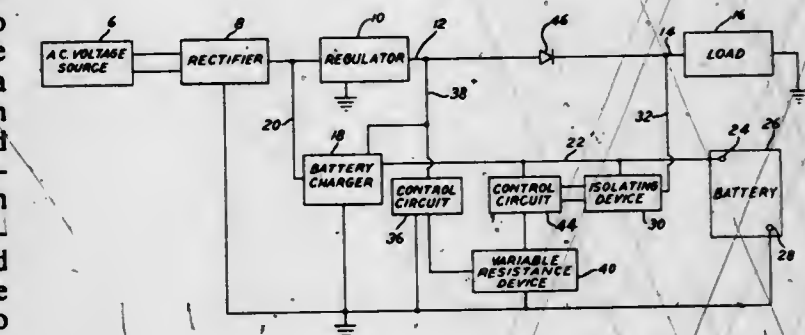 6
8
10
12
46
14
16
A.C. VOLTAGE
SOURCE
RECTIFIER
REGULATOR
LOAD
38
20
32
18
22
24
26
BATTERY
CHARGER
CONTROL
CIRCUIT
CONTROL
CIRCUIT
ISOLATING
DEVICE
BATTERY
36
44
30
28
VARIABLE
RESISTANCE
DEVICE
40